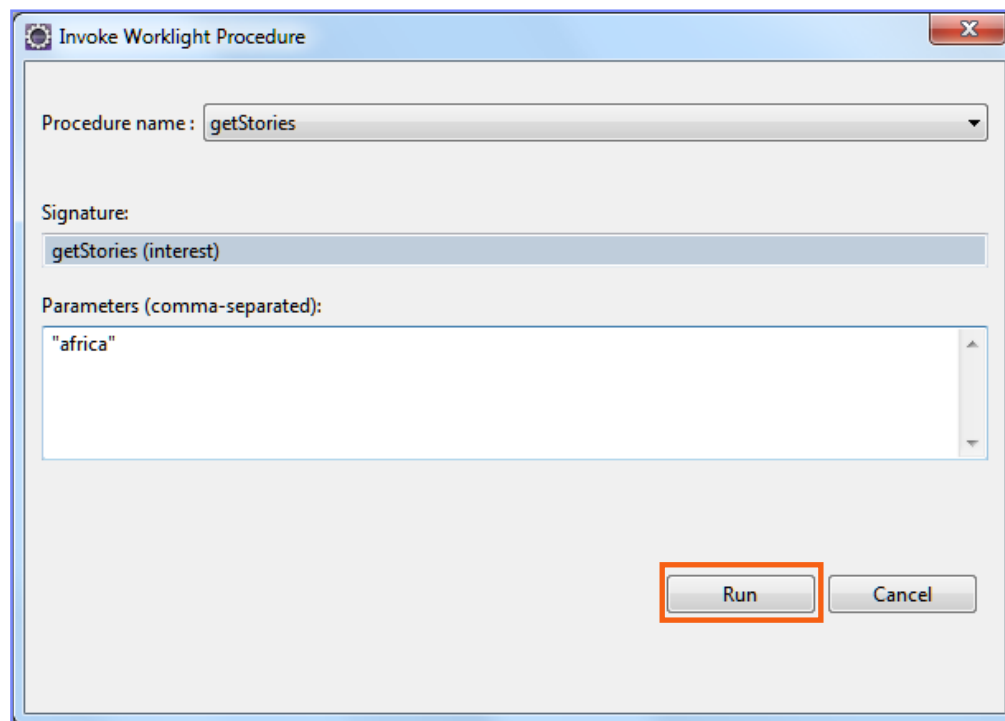 Invoke Worklight Procedure
Procedure name : getStories
Signature:
getStories (interest)
Parameters (comma-separated):
"africa"
Run Cancel